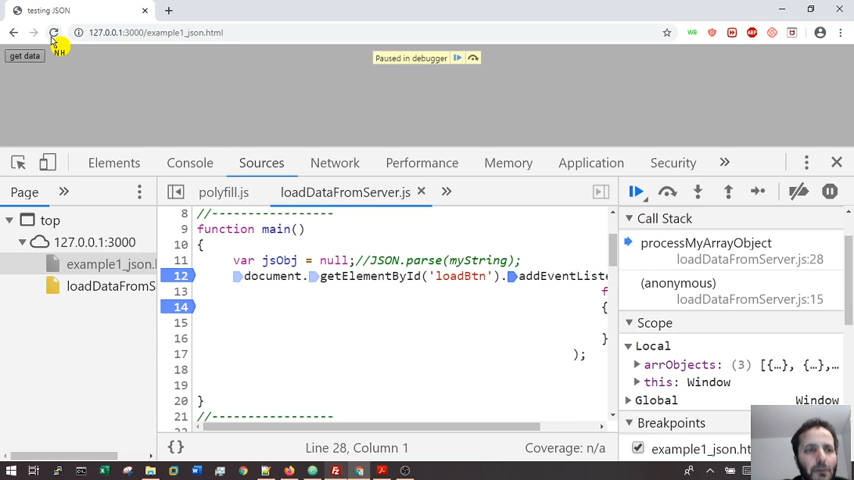 testing JSON
127.0.0.1:3000/example1_json.html
NH
get data
Paused in debugger
Elements
Console
Sources
Network
Performance
Memory
Application
Security
Page
polyfill.js
loadDataFromServer.js
top
127.0.0.1:3000
example1_json.l
loadDataFromS
8 //----------------
9 function main()
10 {
11 var jsObj = null;//JSON.parse(myString);
12 document.getElementById('loadBtn').addEventListe
13 f
14 {
15
16 }
17 );
18
19
20 }
21 //----------------
{} Line 28, Column 1
Coverage: n/a
Call Stack
processMyArrayObject
loadDataFromServer.js:28
(anonymous)
loadDataFromServer.js:15
Scope
Local
arrObjects: (3) [{…}, {…},…
this: Window
Global Window
Breakpoints
example1_json.ht